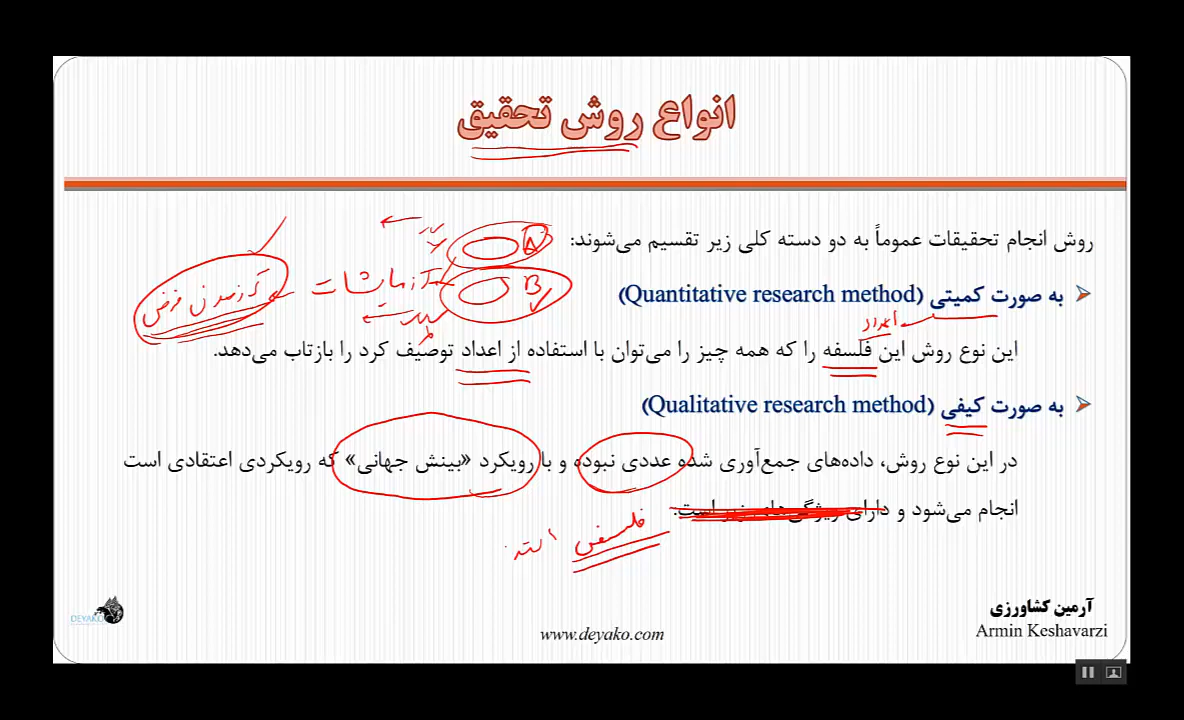 انواع روش تحقیق
روش انجام تحقیقات عموماً به دو دسته کلی زیر تقسیم می‌شوند:
A
B
آزمایشات
به صورت کمیتی (Quantitative research method)
اعداد
این نوع روش این فلسفه را که همه چیز را می‌توان با استفاده از اعداد توصیف کرد را بازتاب می‌دهد.
به صورت کیفی (Qualitative research method)
در این نوع روش، داده‌های جمع‌آوری شده عددی نبوده و با رویکرد «بینش جهانی» که رویکردی اعتقادی است
انجام می‌شود و دارای ویژگی‌های زیر است:
فلسفی
آرمین کشاورزی
Armin Keshavarzi
www.deyako.com
DEYAKO